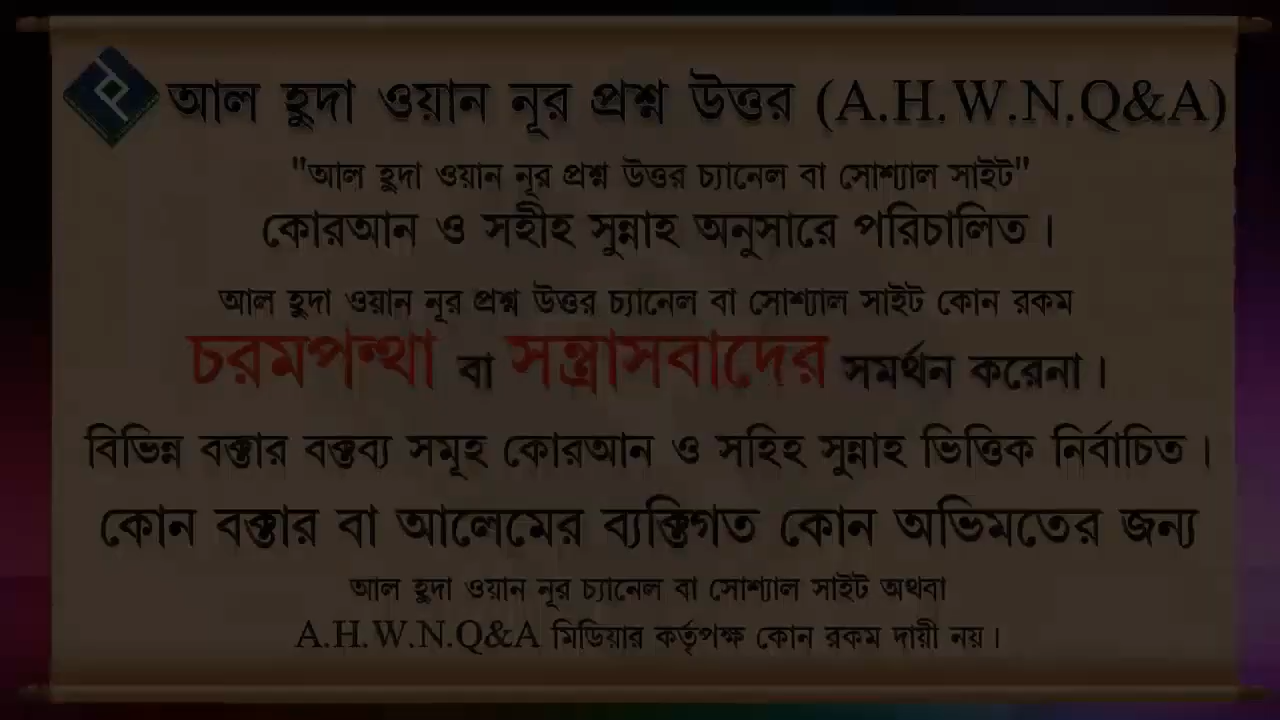 আল হুদা ওয়ান নূর প্রশ্ন উত্তর (A.H.W.N.Q&A)
"আল হুদা ওয়ান নূর প্রশ্ন উত্তর চ্যানেল বা সোশ্যাল সাইট"
কোরআন ও সহীহ সুন্নাহ অনুসারে পরিচালিত।
আল হুদা ওয়ান নূর প্রশ্ন উত্তর চ্যানেল বা সোশ্যাল সাইট কোন রকম
চরমপন্থা বা সন্ত্রাসবাদের সমর্থন করেনা।
বিভিন্ন বক্তার বক্তব্য সমূহ কোরআন ও সহিহ সুন্নাহ ভিত্তিক নির্বাচিত।
কোন বক্তার বা আলেমের ব্যক্তিগত কোন অভিমতের জন্য
আল হুদা ওয়ান নূর চ্যানেল বা সোশ্যাল সাইট অথবা
A.H.W.N.Q&A মিডিয়ার কর্তৃপক্ষ কোন রকম দায়ী নয়।